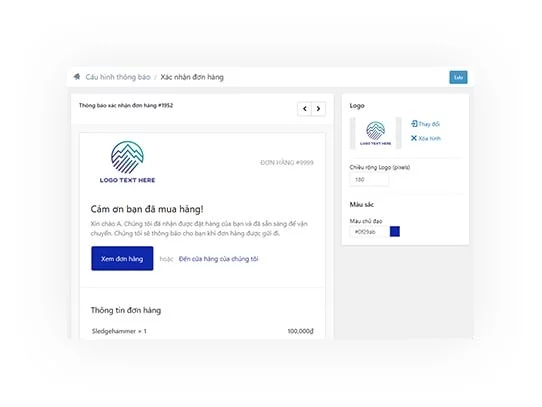 Cấu hình thông báo / Xác nhận đơn hàng
Lưu
Thông báo xác nhận đơn hàng #1952
LOGO TEXT HERE
ĐƠN HÀNG #9999
Cảm ơn bạn đã mua hàng!
Xin chào A. Chúng tôi đã nhận được đặt hàng của bạn và đã sẵn sàng để vận
chuyển. Chúng tôi sẽ thông báo cho bạn khi đơn hàng được gửi đi.
Xem đơn hàng
hoặc
Đến cửa hàng của chúng tôi
Thông tin đơn hàng
Sledgehammer × 1
100,000₫
Logo
LOGO TEXT HERE
Thay đổi
Xóa hình
Chiều rộng Logo (pixels)
180
Màu sắc
Màu chủ đạo
#0f29ab